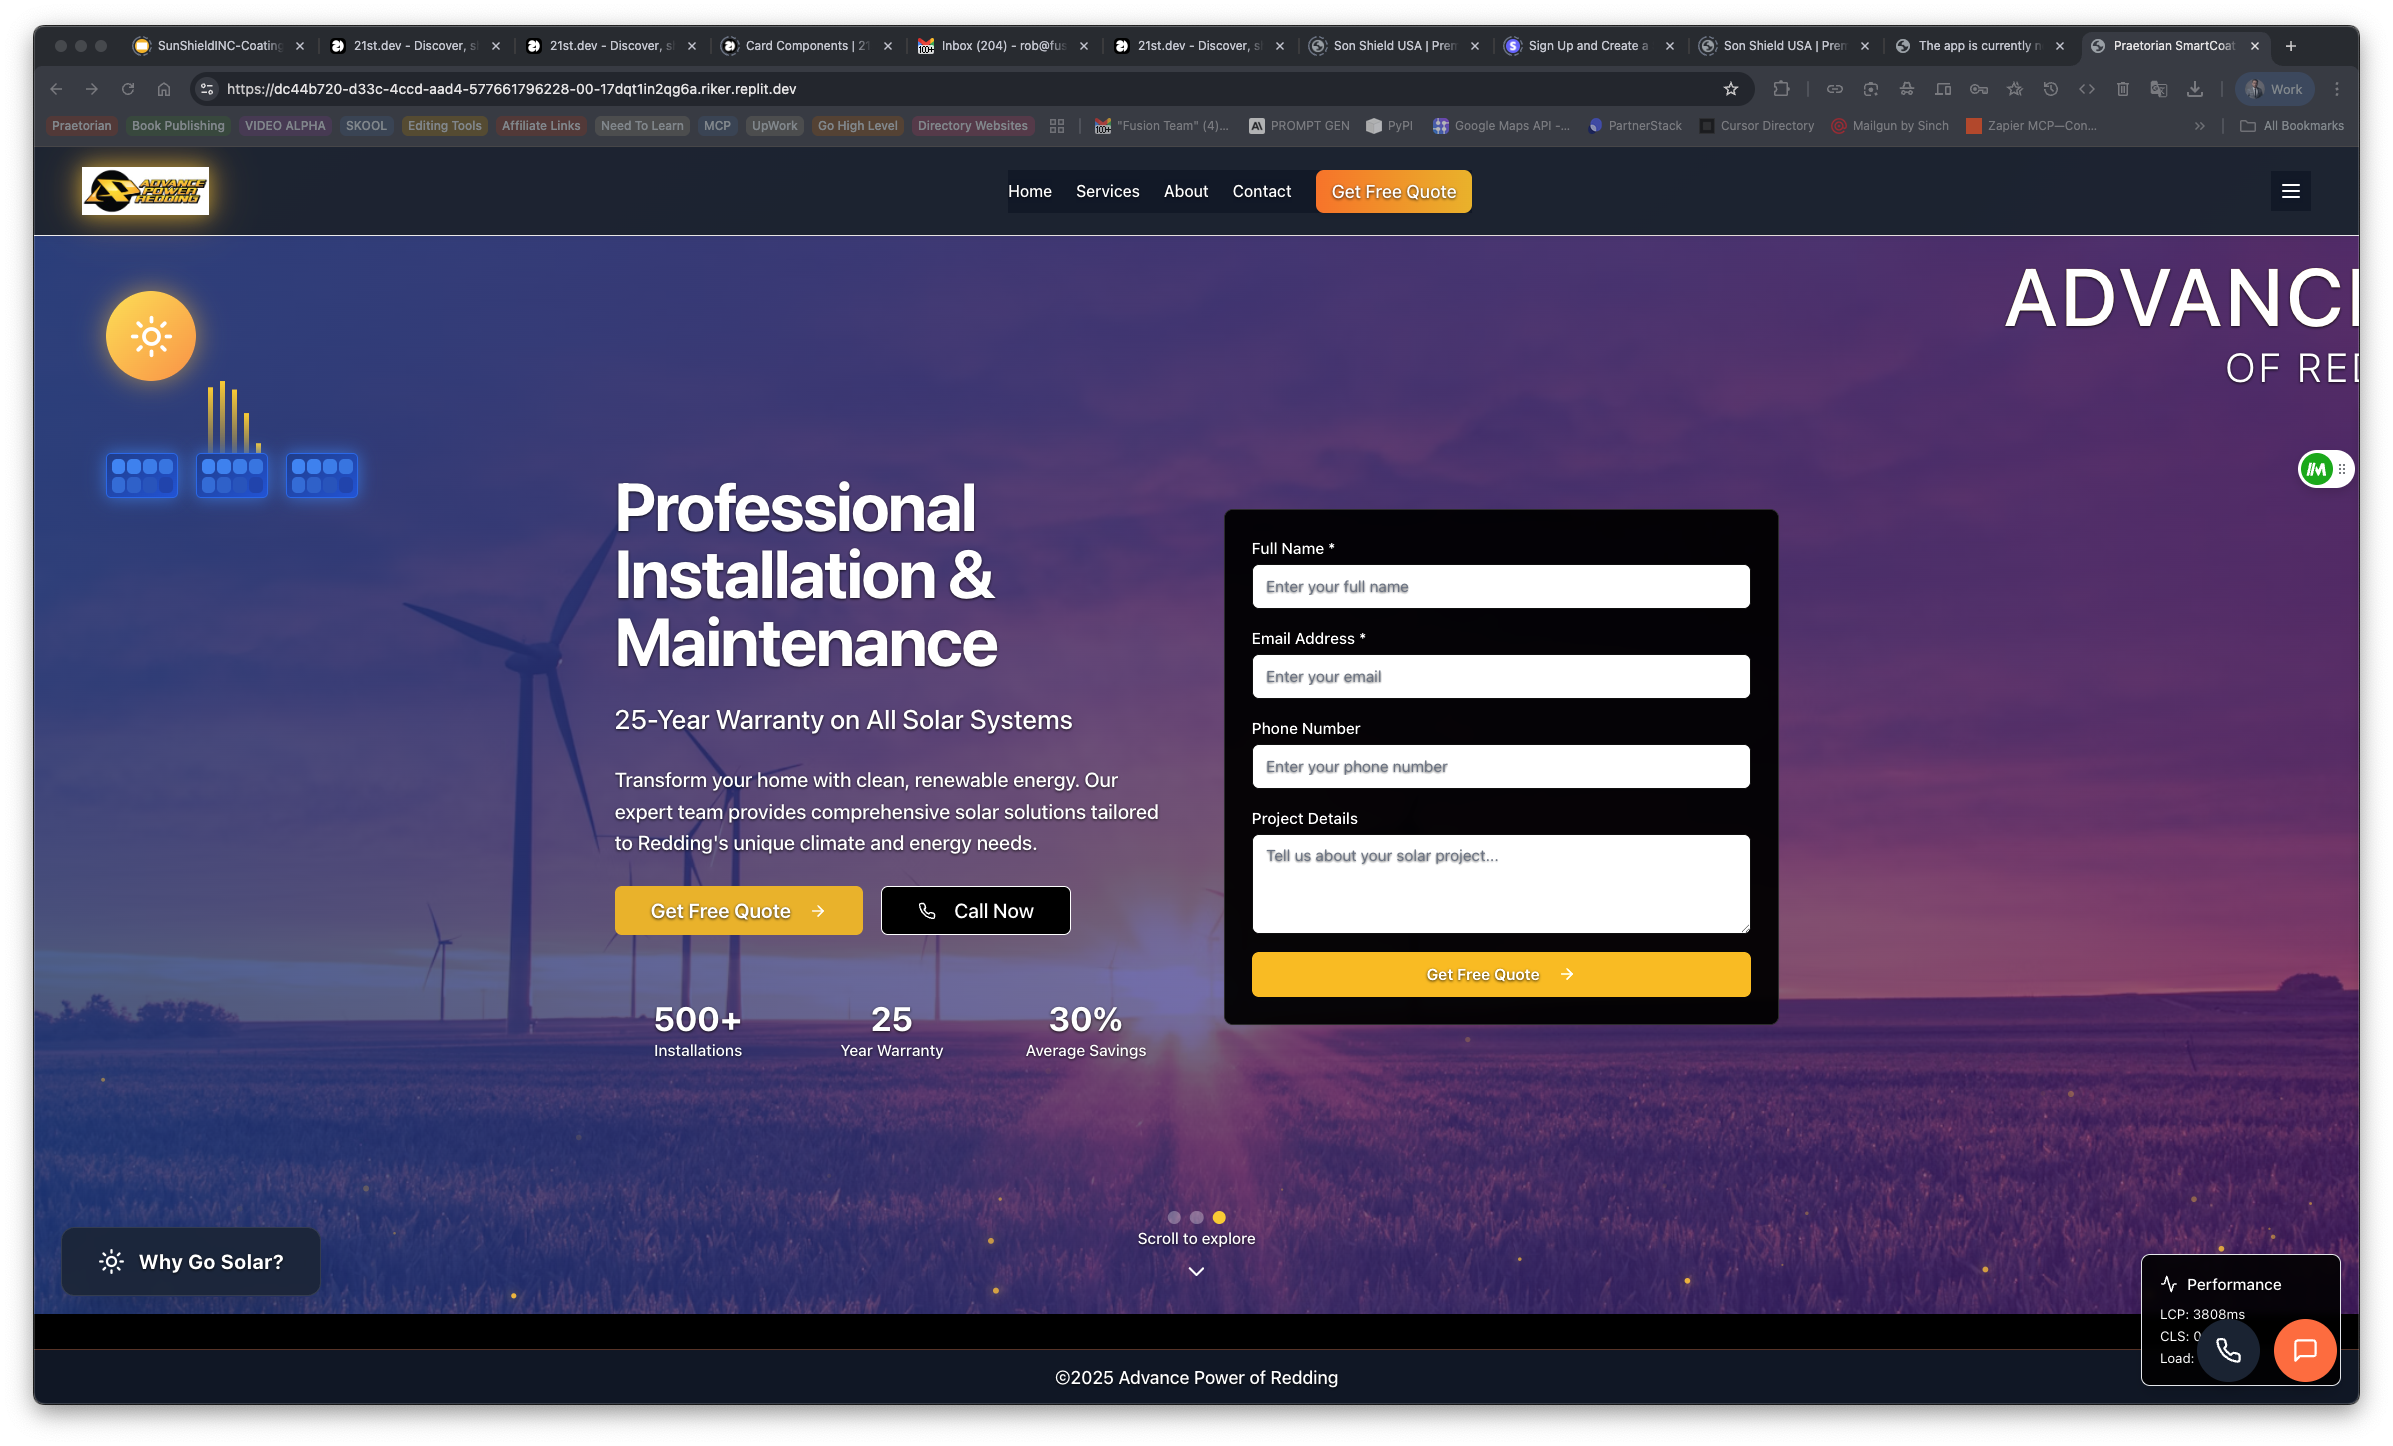 SunShieldINC-Coating
21st.dev - Discover, sl
21st.dev - Discover, sl
Card Components | 21
Inbox (204) - rob@fus
21st.dev - Discover, sl
Son Shield USA | Prem
Sign Up and Create a
Son Shield USA | Prem
The app is currently n
Praetorian SmartCoat
https://dc44b720-d33c-4ccd-aad4-577661796228-00-17dqt1in2qg6a.riker.replit.dev
Work
Praetorian
Book Publishing
VIDEO ALPHA
SKOOL
Editing Tools
Affiliate Links
Need To Learn
MCP
UpWork
Go High Level
Directory Websites
"Fusion Team" (4)...
PROMPT GEN
PyPI
Google Maps API -...
PartnerStack
Cursor Directory
Mailgun by Sinch
Zapier MCP—Con...
All Bookmarks
ADVANCE
POWER
REDDING
Home
Services
About
Contact
Get Free Quote
ADVANC
OF RED
Professional
Installation &
Maintenance
25-Year Warranty on All Solar Systems
Transform your home with clean, renewable energy. Our
expert team provides comprehensive solar solutions tailored
to Redding's unique climate and energy needs.
Get Free Quote
Call Now
500+
Installations
25
Year Warranty
30%
Average Savings
Full Name *
Enter your full name
Email Address *
Enter your email
Phone Number
Enter your phone number
Project Details
Tell us about your solar project...
Get Free Quote
Scroll to explore
Why Go Solar?
Performance
LCP: 3808ms
CLS: 0
Load:
©2025 Advance Power of Redding